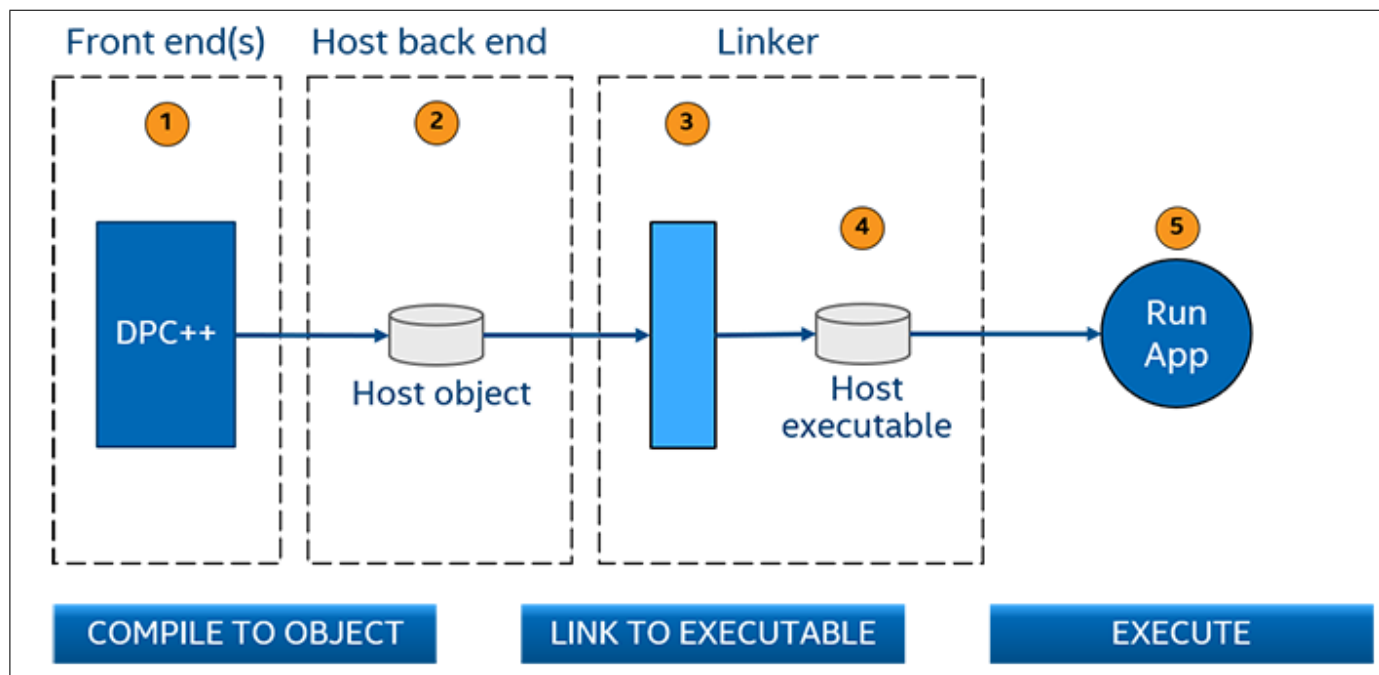 Front end(s)
Host back end
Linker
1
2
3
4
5
DPC++
Host object
Host
executable
Run
App
COMPILE TO OBJECT
LINK TO EXECUTABLE
EXECUTE